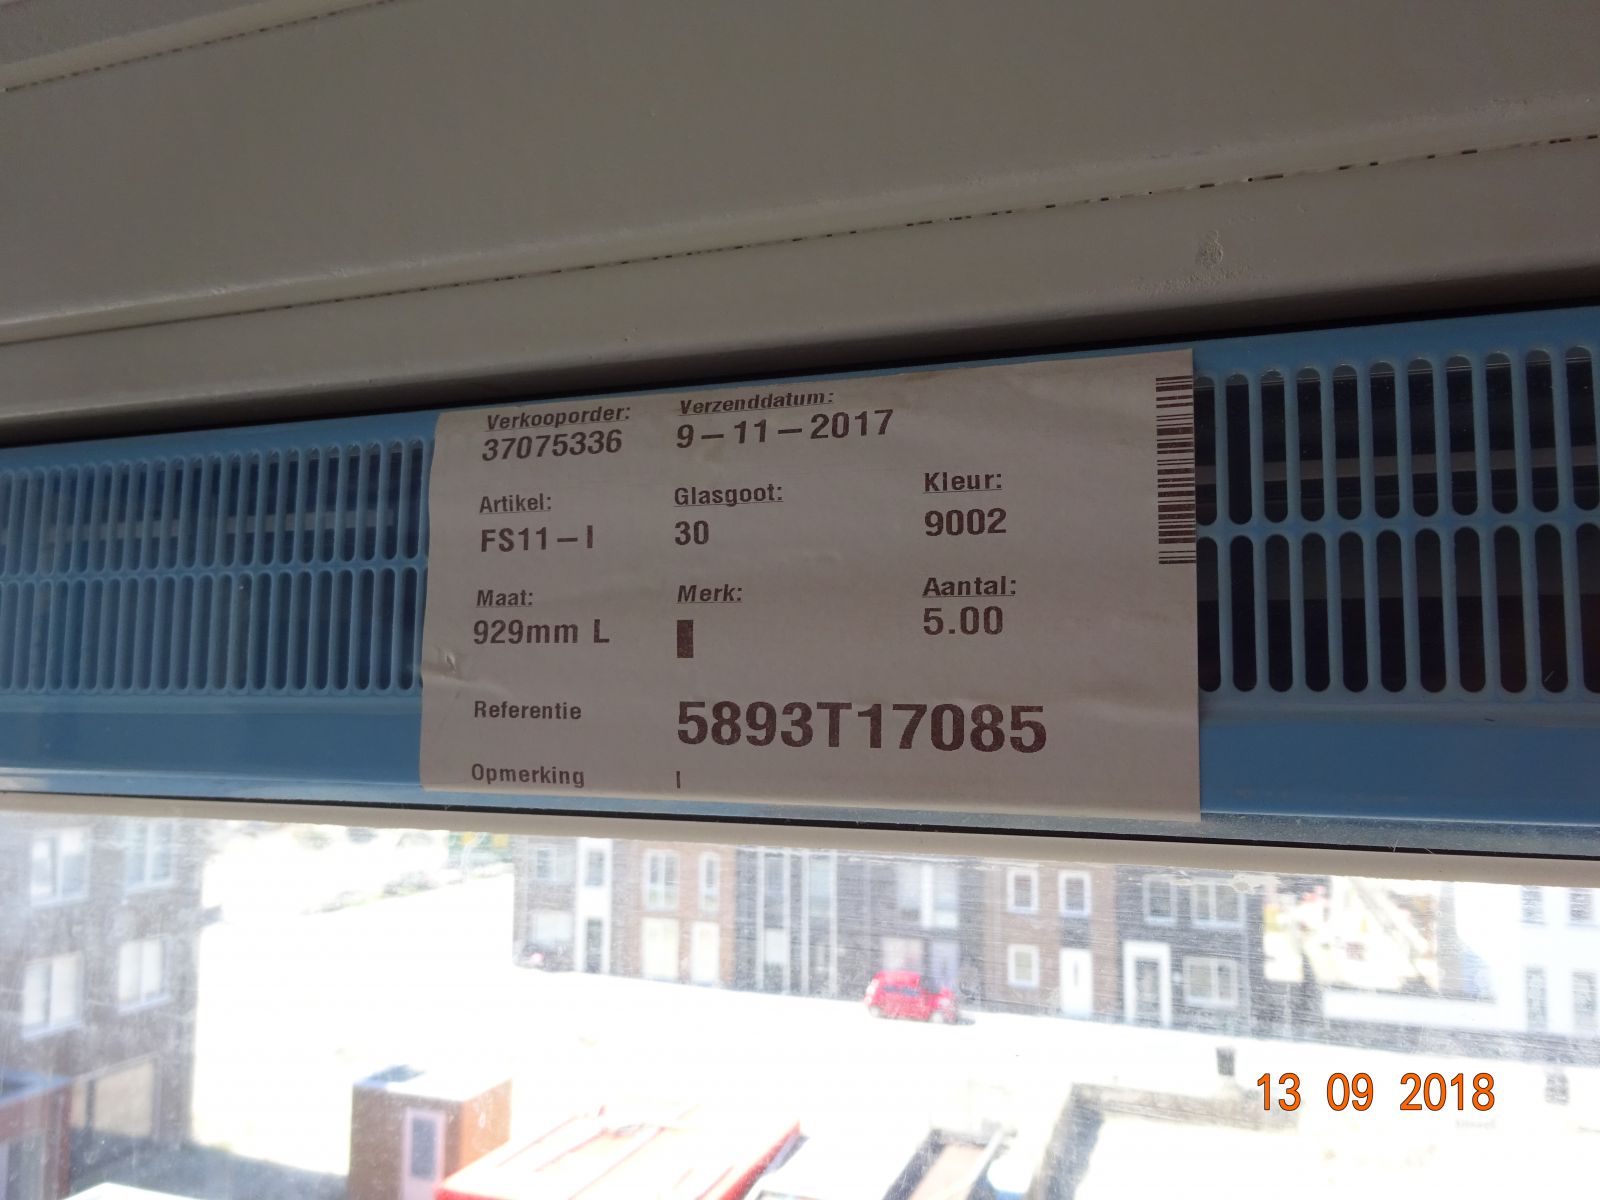 Verkooporder: Verzenddatum:
37075336 9-11-2017
Artikel: Glasgoot: Kleur:
FS11-I 30 9002
Maat: Merk: Aantal:
929mm L 5.00
Referentie 5893T17085
Opmerking I
13 09 2018